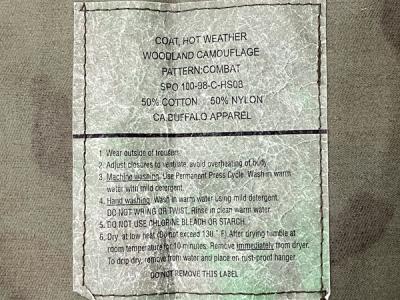 COAT, HOT WEATHER
WOODLAND CAMOUFLAGE
PATTERN:COMBAT
SPO 100-98-C-HS0B
50% COTTON 50% NYLON
CA.BUFFALO APPAREL
1. Wear outside of trousers.
2. Adjust closures to ventilate, avoid overheating of body.
3. Machine washing. Use Permanent Press Cycle. Wash in warm
water with mild detergent.
4. Hand washing. Wash in warm water using mild detergent.
DO NOT WRING OR TWIST. Rinse in clean warm water.
5. DO NOT USE CHLORINE BLEACH OR STARCH.
6. Dry, at low heat (Do not exceed 130 ° F). After drying tumble at
room temperature for 10 minutes. Remove immediately from dryer.
To drip dry, remove from water and place on rust-proof hanger.
DO NOT REMOVE THIS LABEL